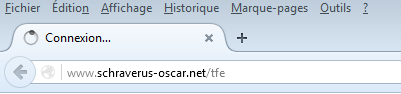 Fichier Édition Affichage Historique Marque-pages Outils ?
Connexion...
www.schraverus-oscar.net/tfe